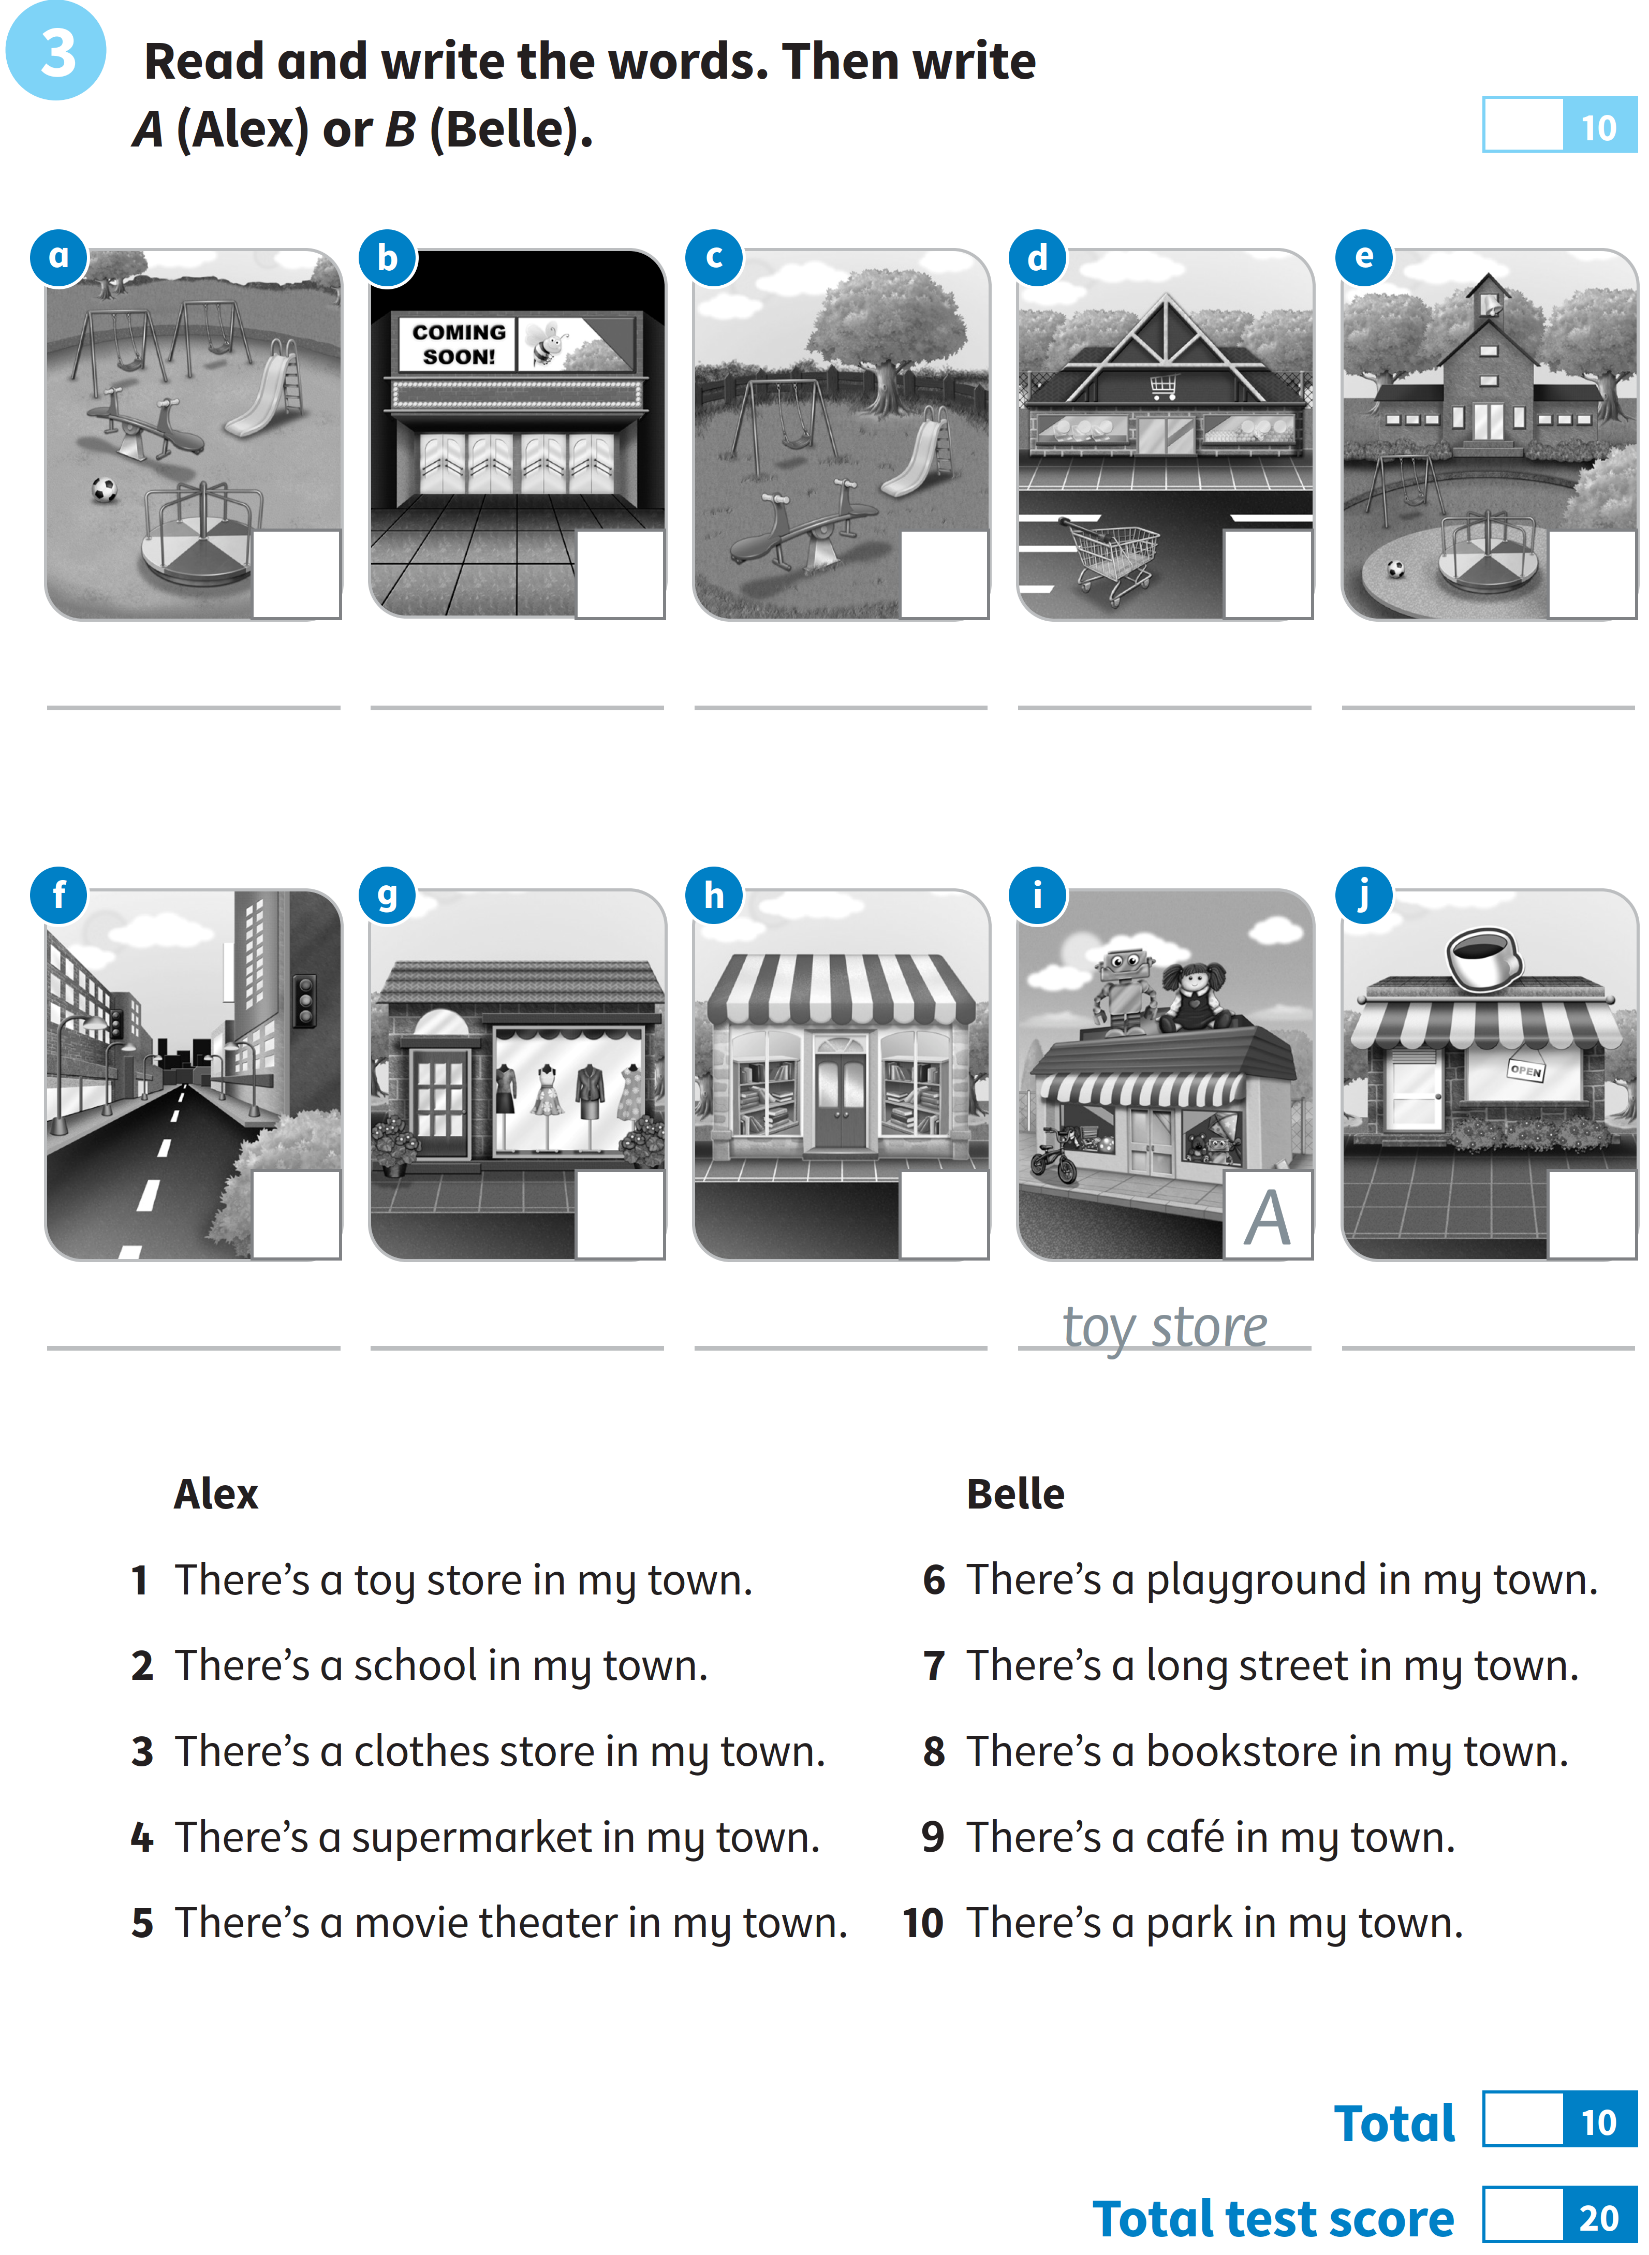 3 Read and write the words. Then write
A (Alex) or B (Belle).
10
a b c d e
COMING
SOON!
f g h i j
OPEN
A
toy store
Alex
1 There's a toy store in my town.
2 There's a school in my town.
3 There's a clothes store in my town.
4 There's a supermarket in my town.
5 There's a movie theater in my town.
Belle
6 There's a playground in my town.
7 There's a long street in my town.
8 There's a bookstore in my town.
9 There's a café in my town.
10 There's a park in my town.
Total 10
Total test score 20